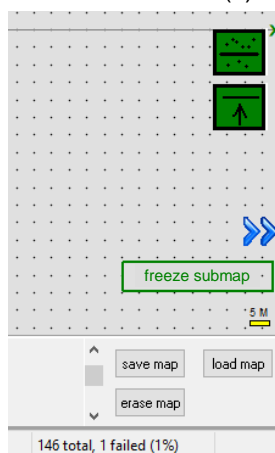 freeze submap
5 M
save map
load map
erase map
146 total, 1 failed (1%)